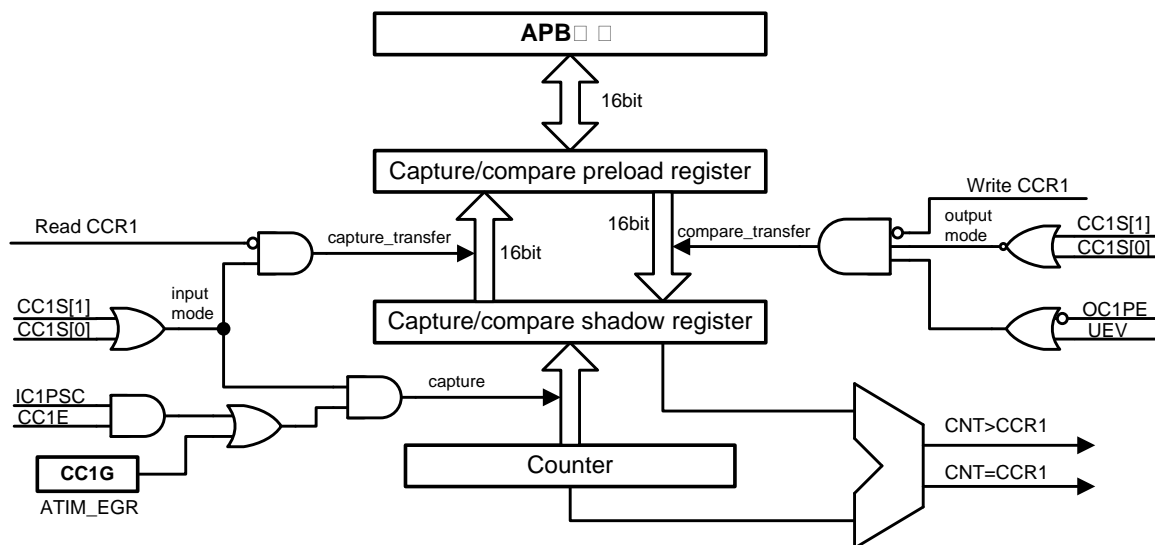 APB
16bit
Capture/compare preload register
Write CCR1
Read CCR1
capture_transfer
16bit
16bit
compare_transfer
output
mode
CC1S[1]
CC1S[0]
CC1S[1]
CC1S[0]
input
mode
Capture/compare shadow register
OC1PE
UEV
IC1PSC
CC1E
capture
CC1G
ATIM_EGR
Counter
CNT>CCR1
CNT=CCR1